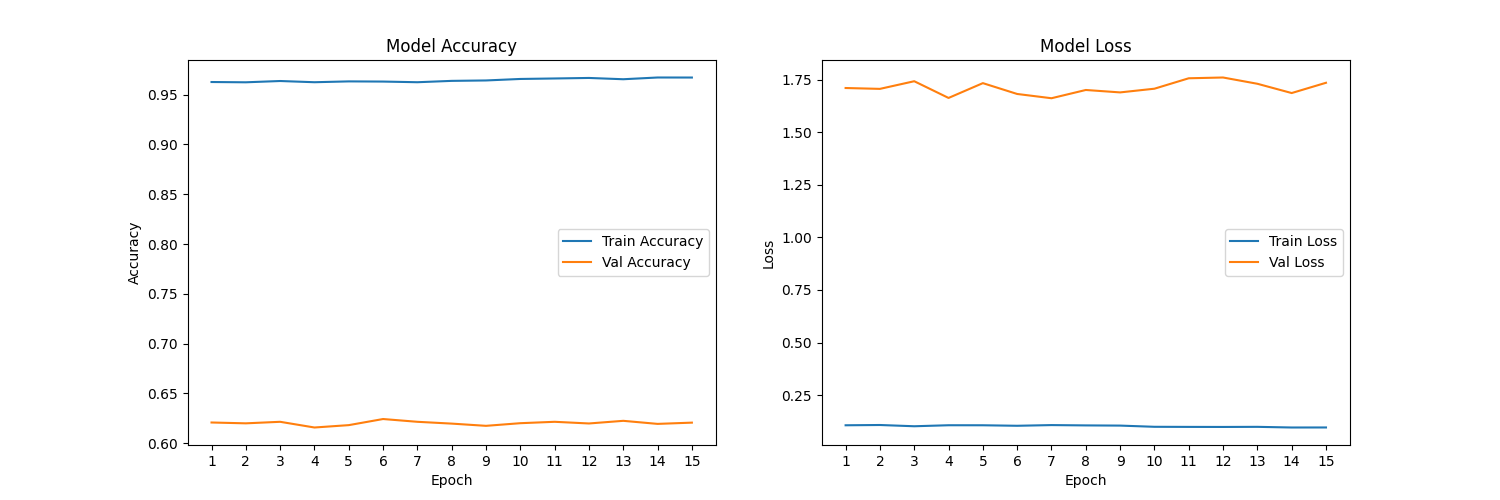 Model Accuracy
Accuracy
0.95
0.90
0.85
0.80
0.75
0.70
0.65
0.60
Train Accuracy
Val Accuracy
1 2 3 4 5 6 7 8 9 10 11 12 13 14 15
Epoch
Model Loss
Loss
1.75
1.50
1.25
1.00
0.75
0.50
0.25
Train Loss
Val Loss
1 2 3 4 5 6 7 8 9 10 11 12 13 14 15
Epoch